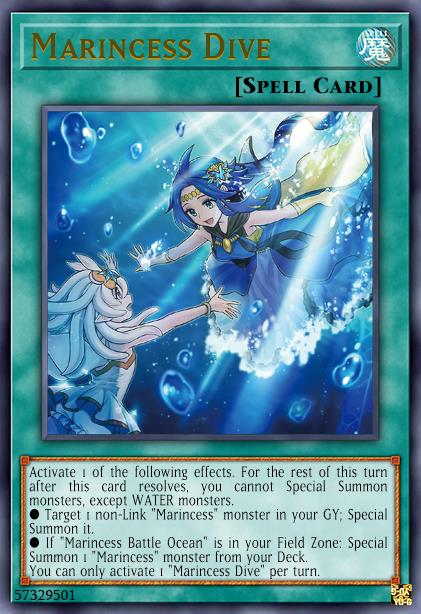 Marincess Dive
SPELL
魔
[Spell Card]
Activate 1 of the following effects. For the rest of this turn
after this card resolves, you cannot Special Summon
monsters, except WATER monsters.
● Target 1 non-Link "Marincess" monster in your GY; Special
Summon it.
● If "Marincess Battle Ocean" is in your Field Zone: Special
Summon 1 "Marincess" monster from your Deck.
You can only activate 1 "Marincess Dive" per turn.
57329501